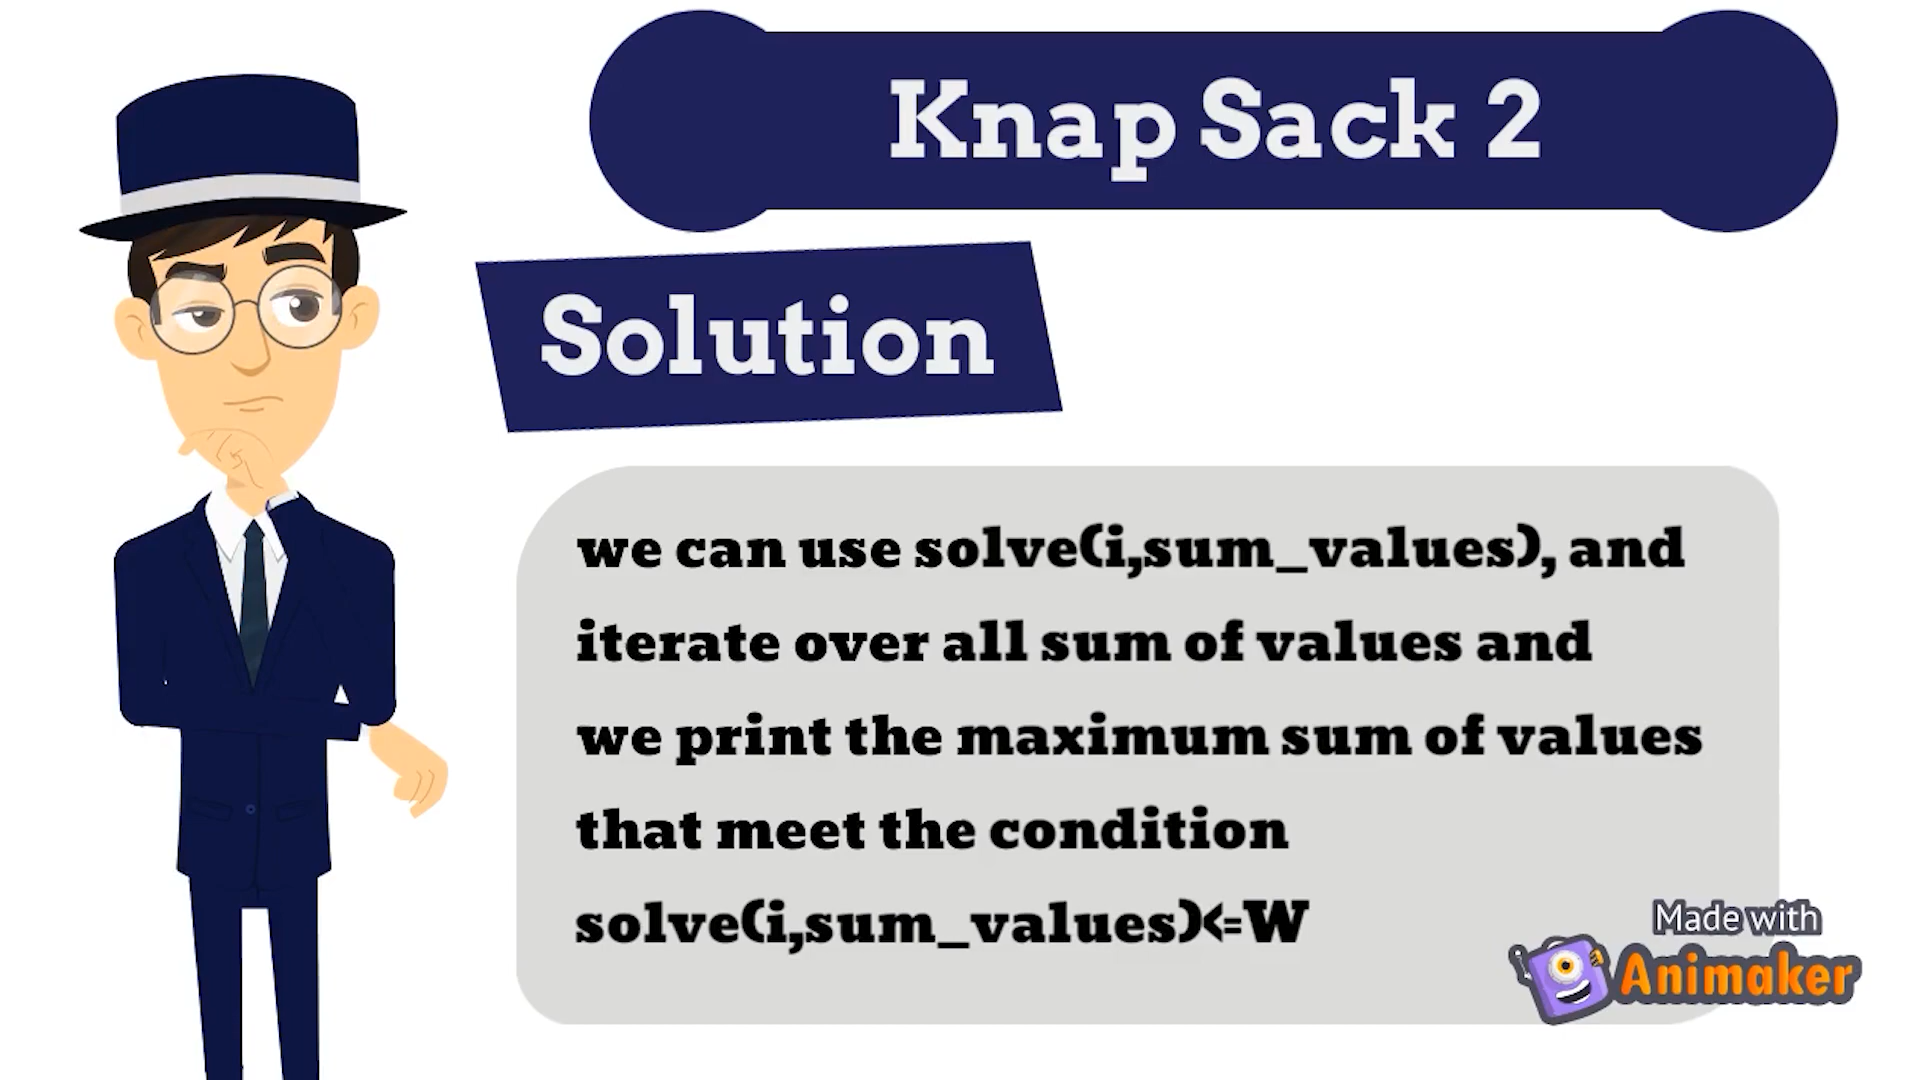 Knap Sack 2
Solution
we can use solve(i,sum_values), and
iterate over all sum of values and
we print the maximum sum of values
that meet the condition
solve(i,sum_values)<=W
Made with
Animaker